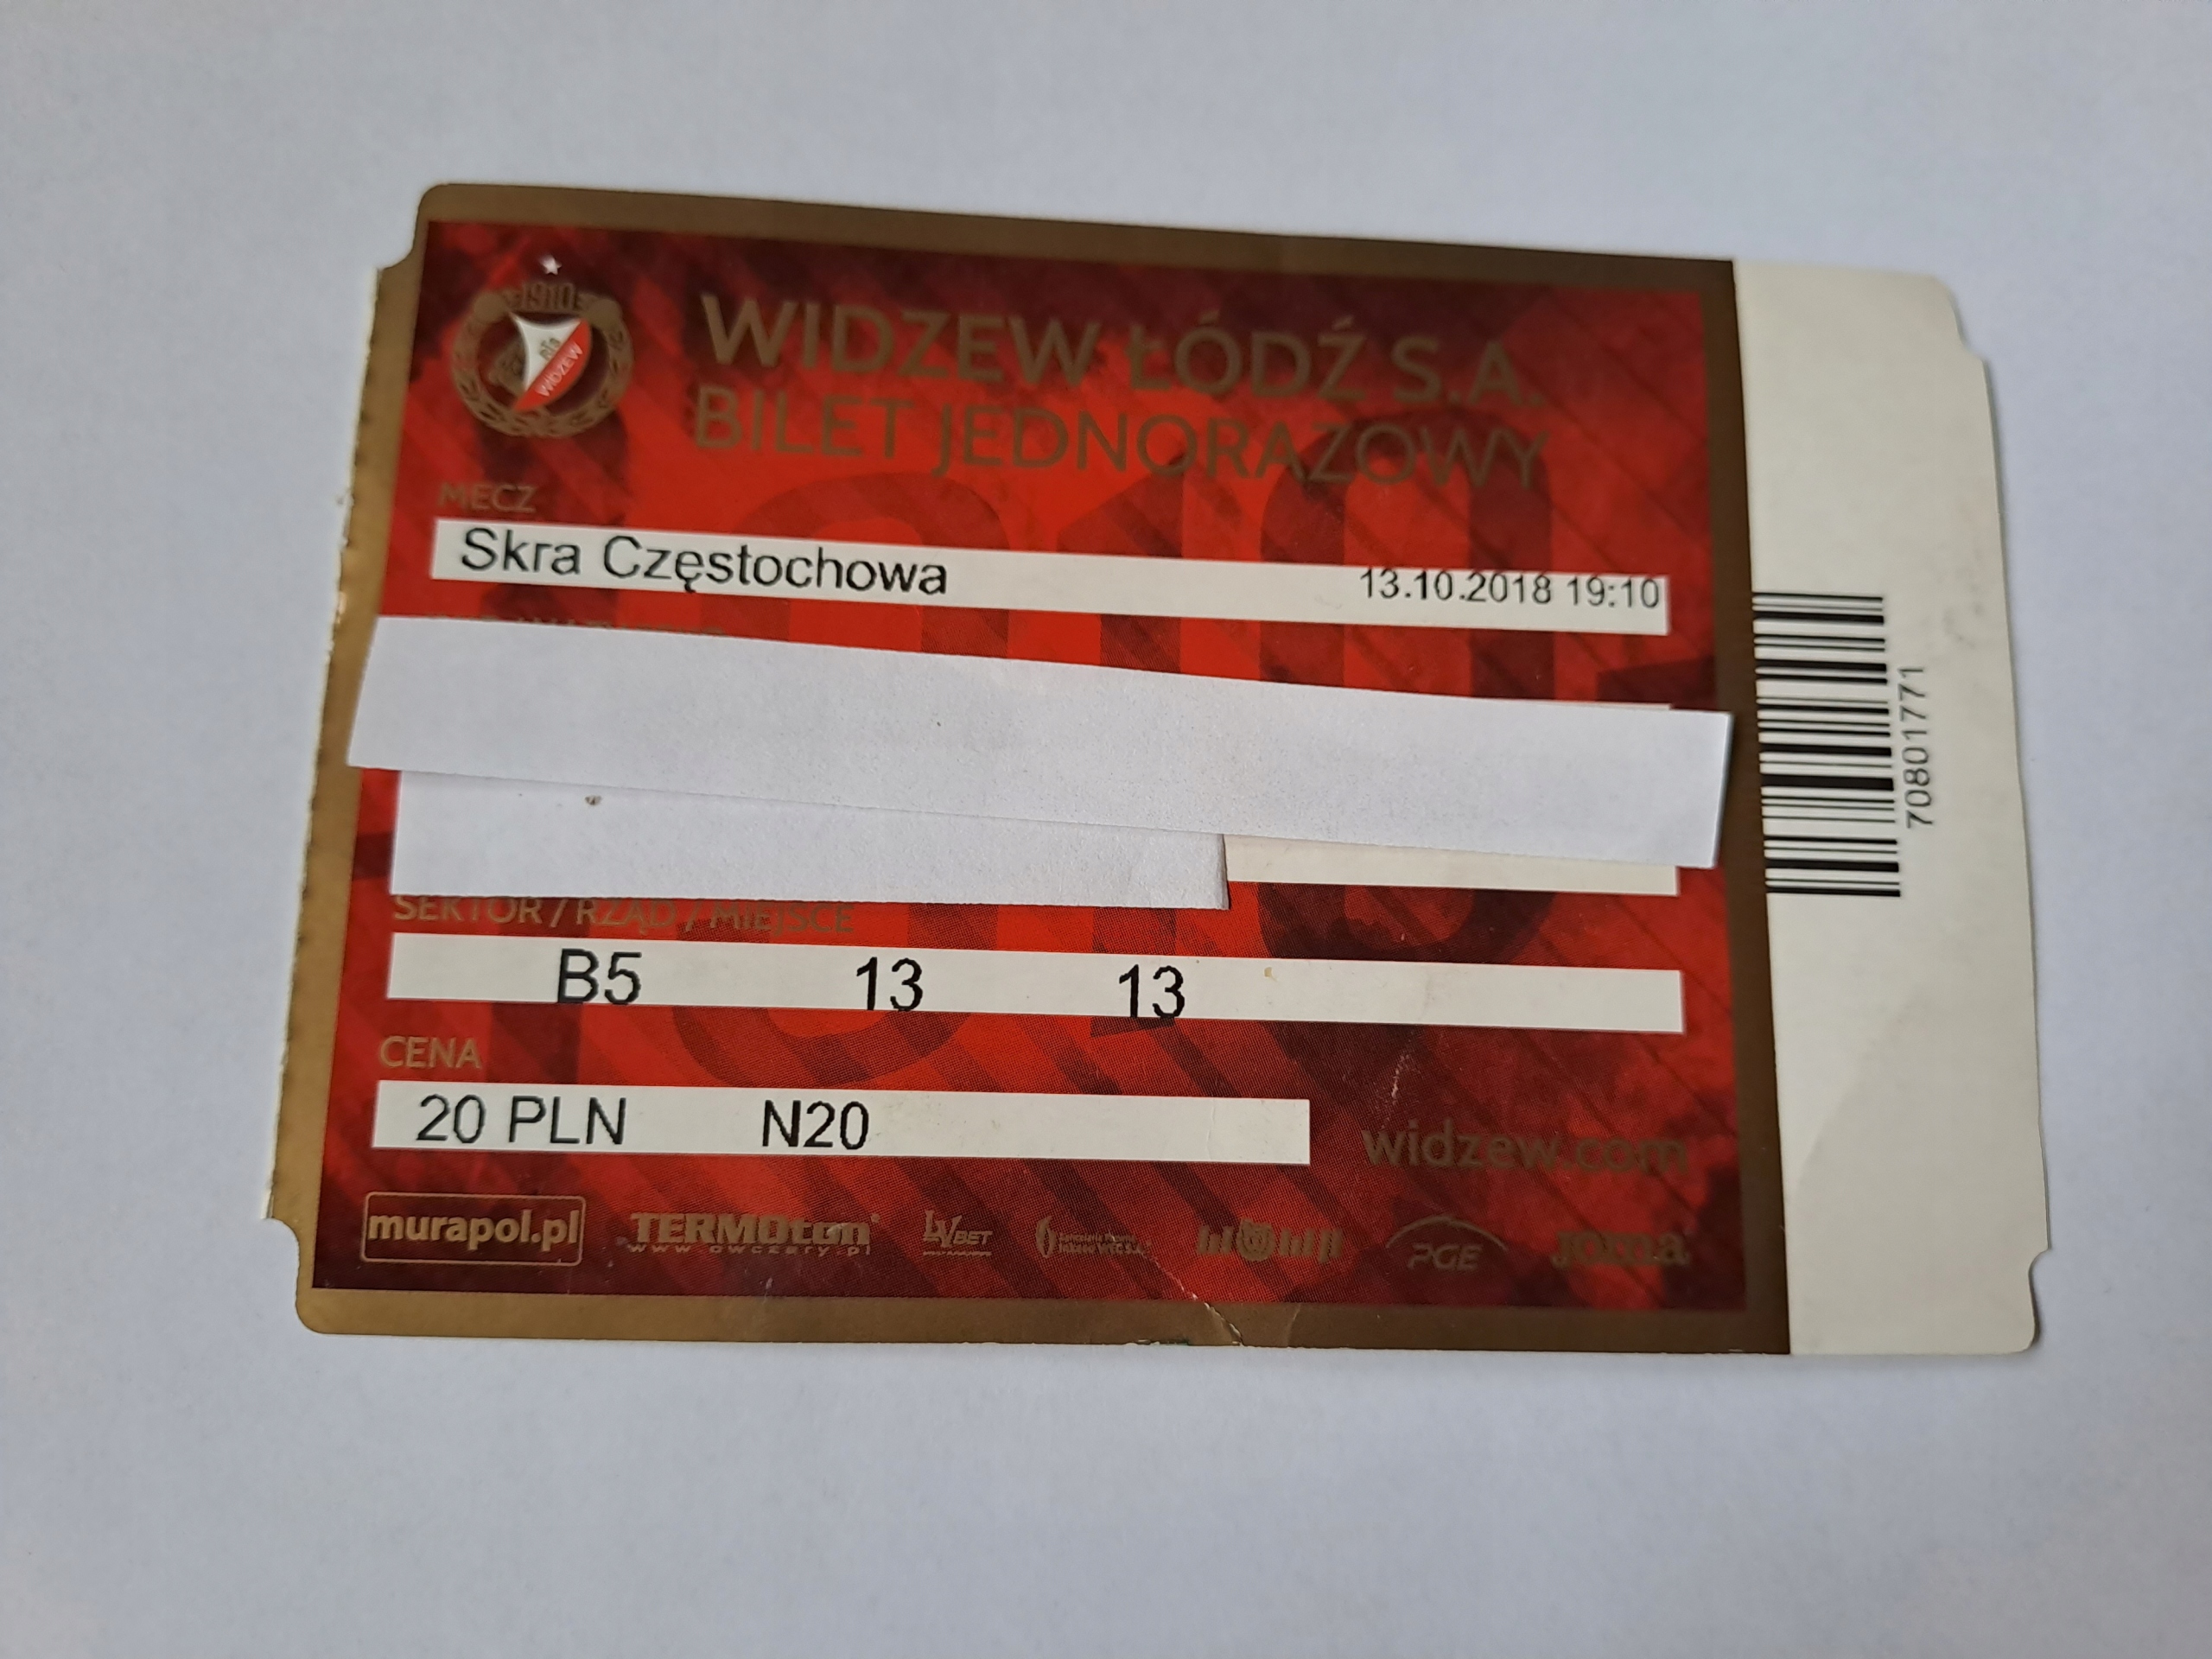 1910
RTS
WIDZEW
WIDZEW ŁÓDŹ S.A.
BILET JEDNORAZOWY
MECZ
Skra Częstochowa 13.10.2018 19:10
SEKTOR / RZĄD / MIEJSCE
B5 13 13
CENA
20 PLN N20
widzew.com
murapol.pl TERMOton LVBET PGE Joma
www.owczary.pl
70801771